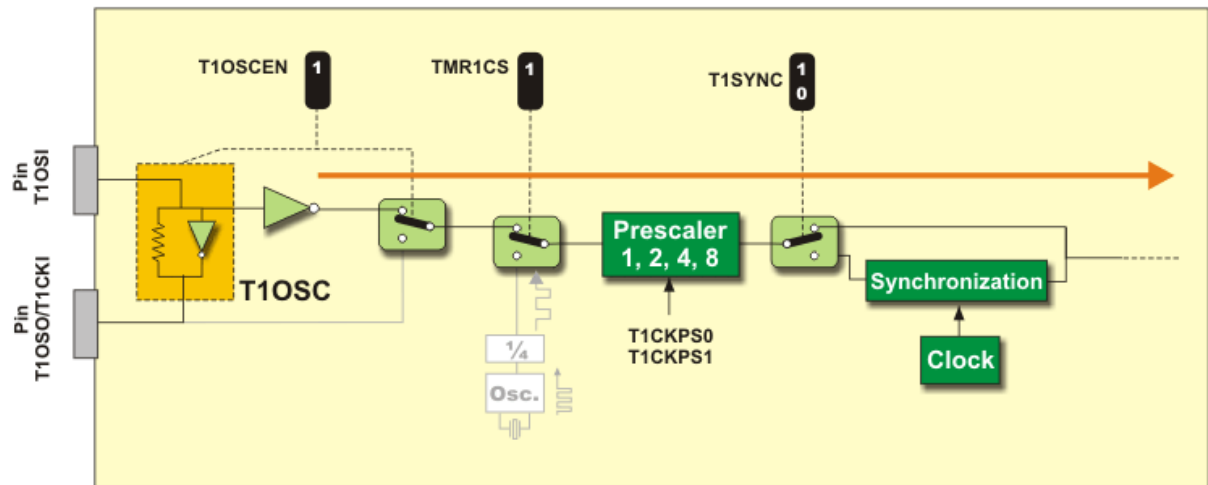 T1OSCEN
1
TMR1CS
1
T1SYNC
1
0
Pin
T1OSI
Pin
T1OSO/T1CKI
T1OSC
Prescaler
1, 2, 4, 8
T1CKPS0
T1CKPS1
Synchronization
Clock
¼
Osc.